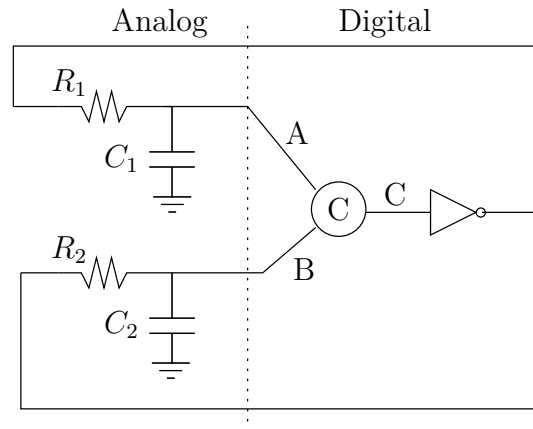 Analog Digital
R₁
A
C₁
C C
R₂
B
C₂